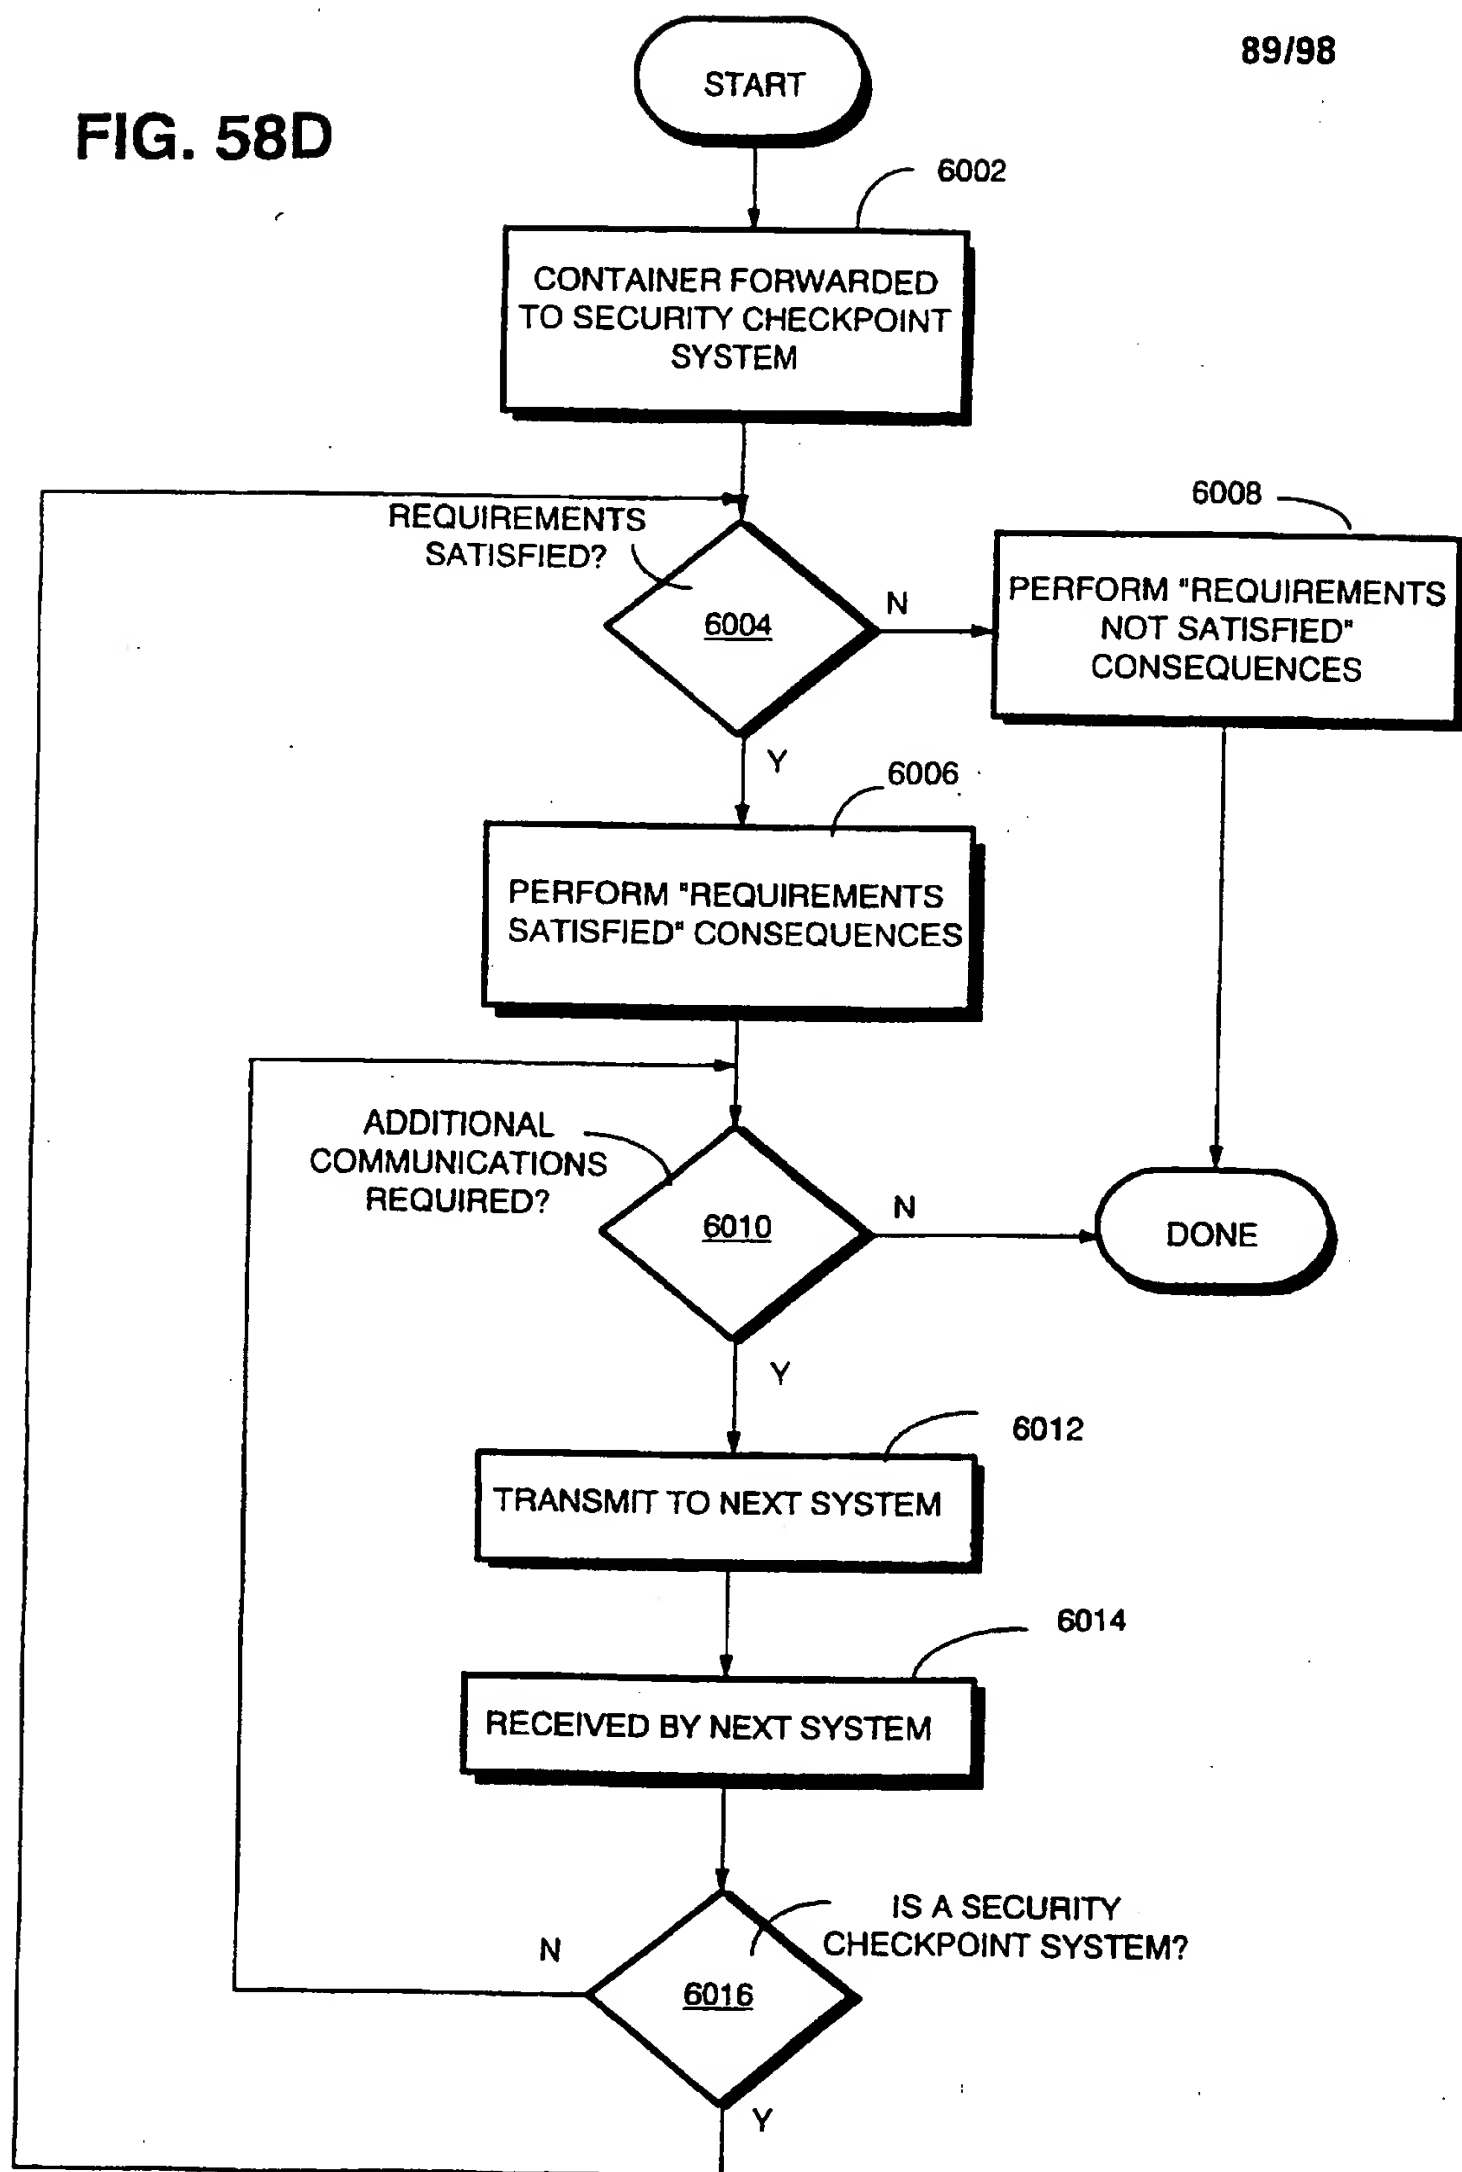 89/98
FIG. 58D
START
6002
CONTAINER FORWARDED
TO SECURITY CHECKPOINT
SYSTEM
REQUIREMENTS
SATISFIED?
6004
N
Y
6008
PERFORM "REQUIREMENTS
NOT SATISFIED"
CONSEQUENCES
6006
PERFORM "REQUIREMENTS
SATISFIED" CONSEQUENCES
ADDITIONAL
COMMUNICATIONS
REQUIRED?
6010
N
DONE
Y
6012
TRANSMIT TO NEXT SYSTEM
6014
RECEIVED BY NEXT SYSTEM
IS A SECURITY
CHECKPOINT SYSTEM?
N
6016
Y